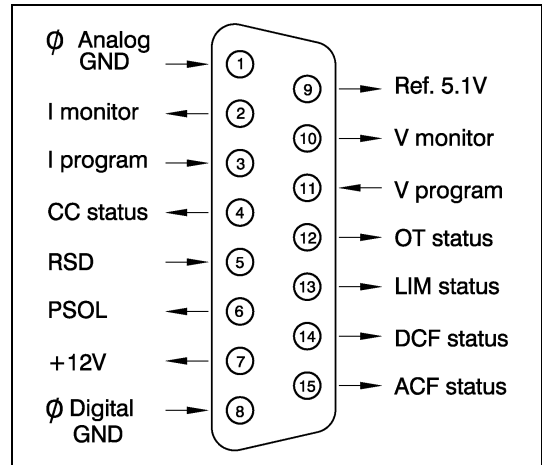 Ø Analog
GND
1
I monitor
2
I program
3
CC status
4
RSD
5
PSOL
6
+12V
7
Ø Digital
GND
8
9
Ref. 5.1V
10
V monitor
11
V program
12
OT status
13
LIM status
14
DCF status
15
ACF status